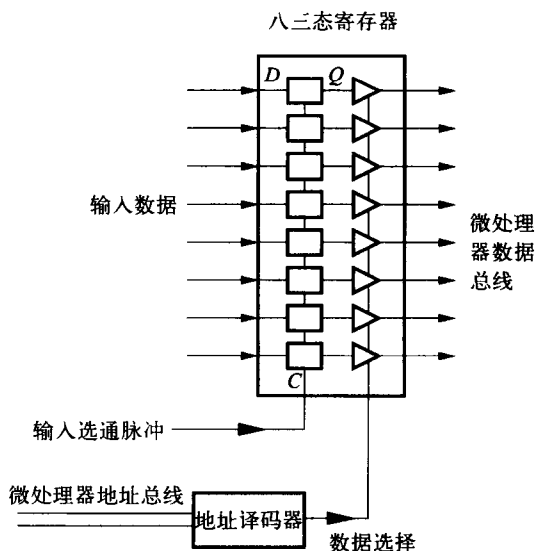 八三态寄存器
D
Q
输入数据
微处理
器数据
总线
C
输入选通脉冲
微处理器地址总线
地址译码器
数据选择